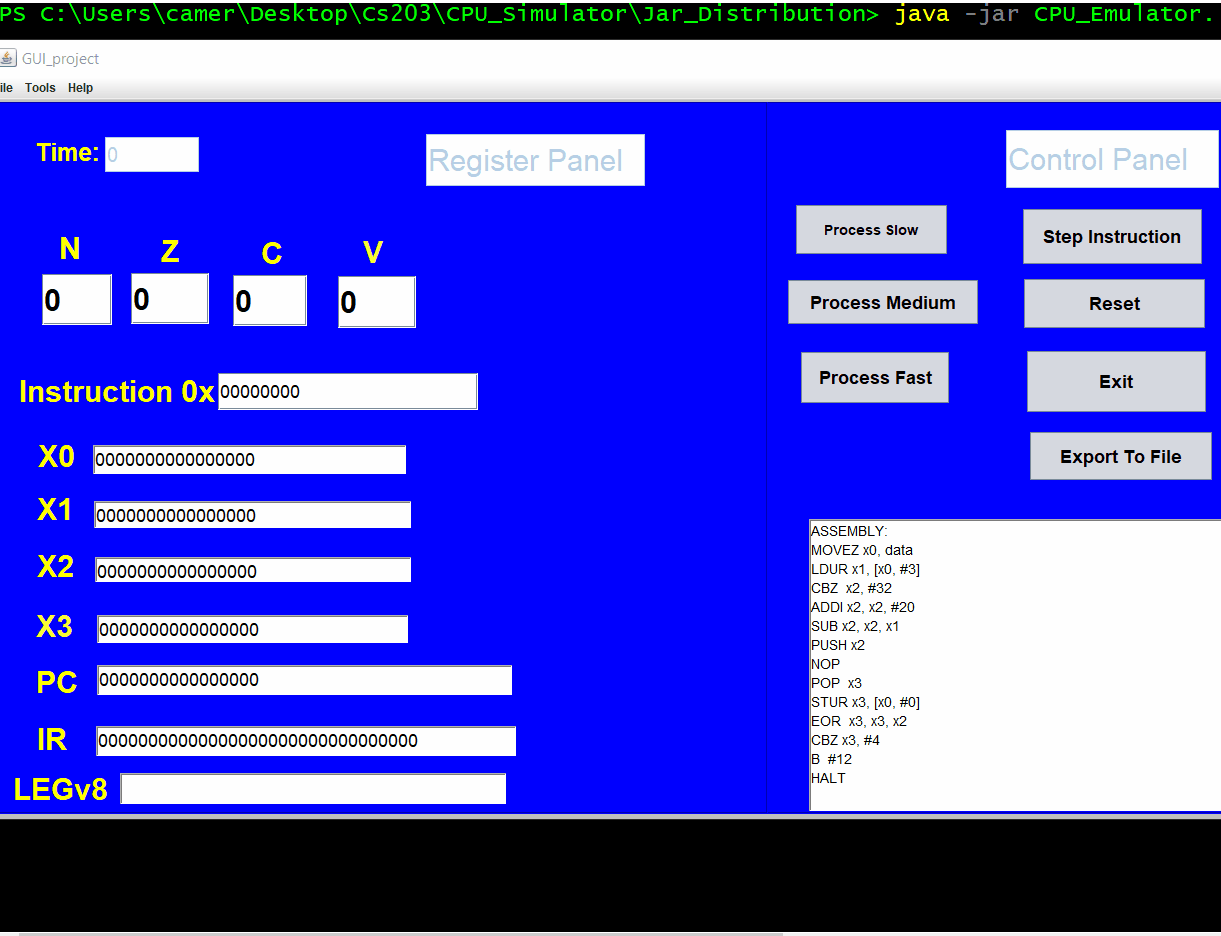 PS C:\Users\camer\Desktop\Cs203\CPU_Simulator\Jar_Distribution> java -jar CPU_Emulator.
GUI_project
ile Tools Help
Time: 0
Register Panel
Control Panel
N Z C V
0 0 0 0
Process Slow
Step Instruction
Process Medium
Reset
Process Fast
Exit
Export To File
Instruction 0x 00000000
X0 0000000000000000
X1 0000000000000000
X2 0000000000000000
X3 0000000000000000
PC 0000000000000000
IR 00000000000000000000000000000000
LEGv8
ASSEMBLY:
MOVEZ x0, data
LDUR x1, [x0, #3]
CBZ  x2, #32
ADDI x2, x2, #20
SUB x2, x2, x1
PUSH x2
NOP
POP  x3
STUR x3, [x0, #0]
EOR  x3, x3, x2
CBZ x3, #4
B  #12
HALT